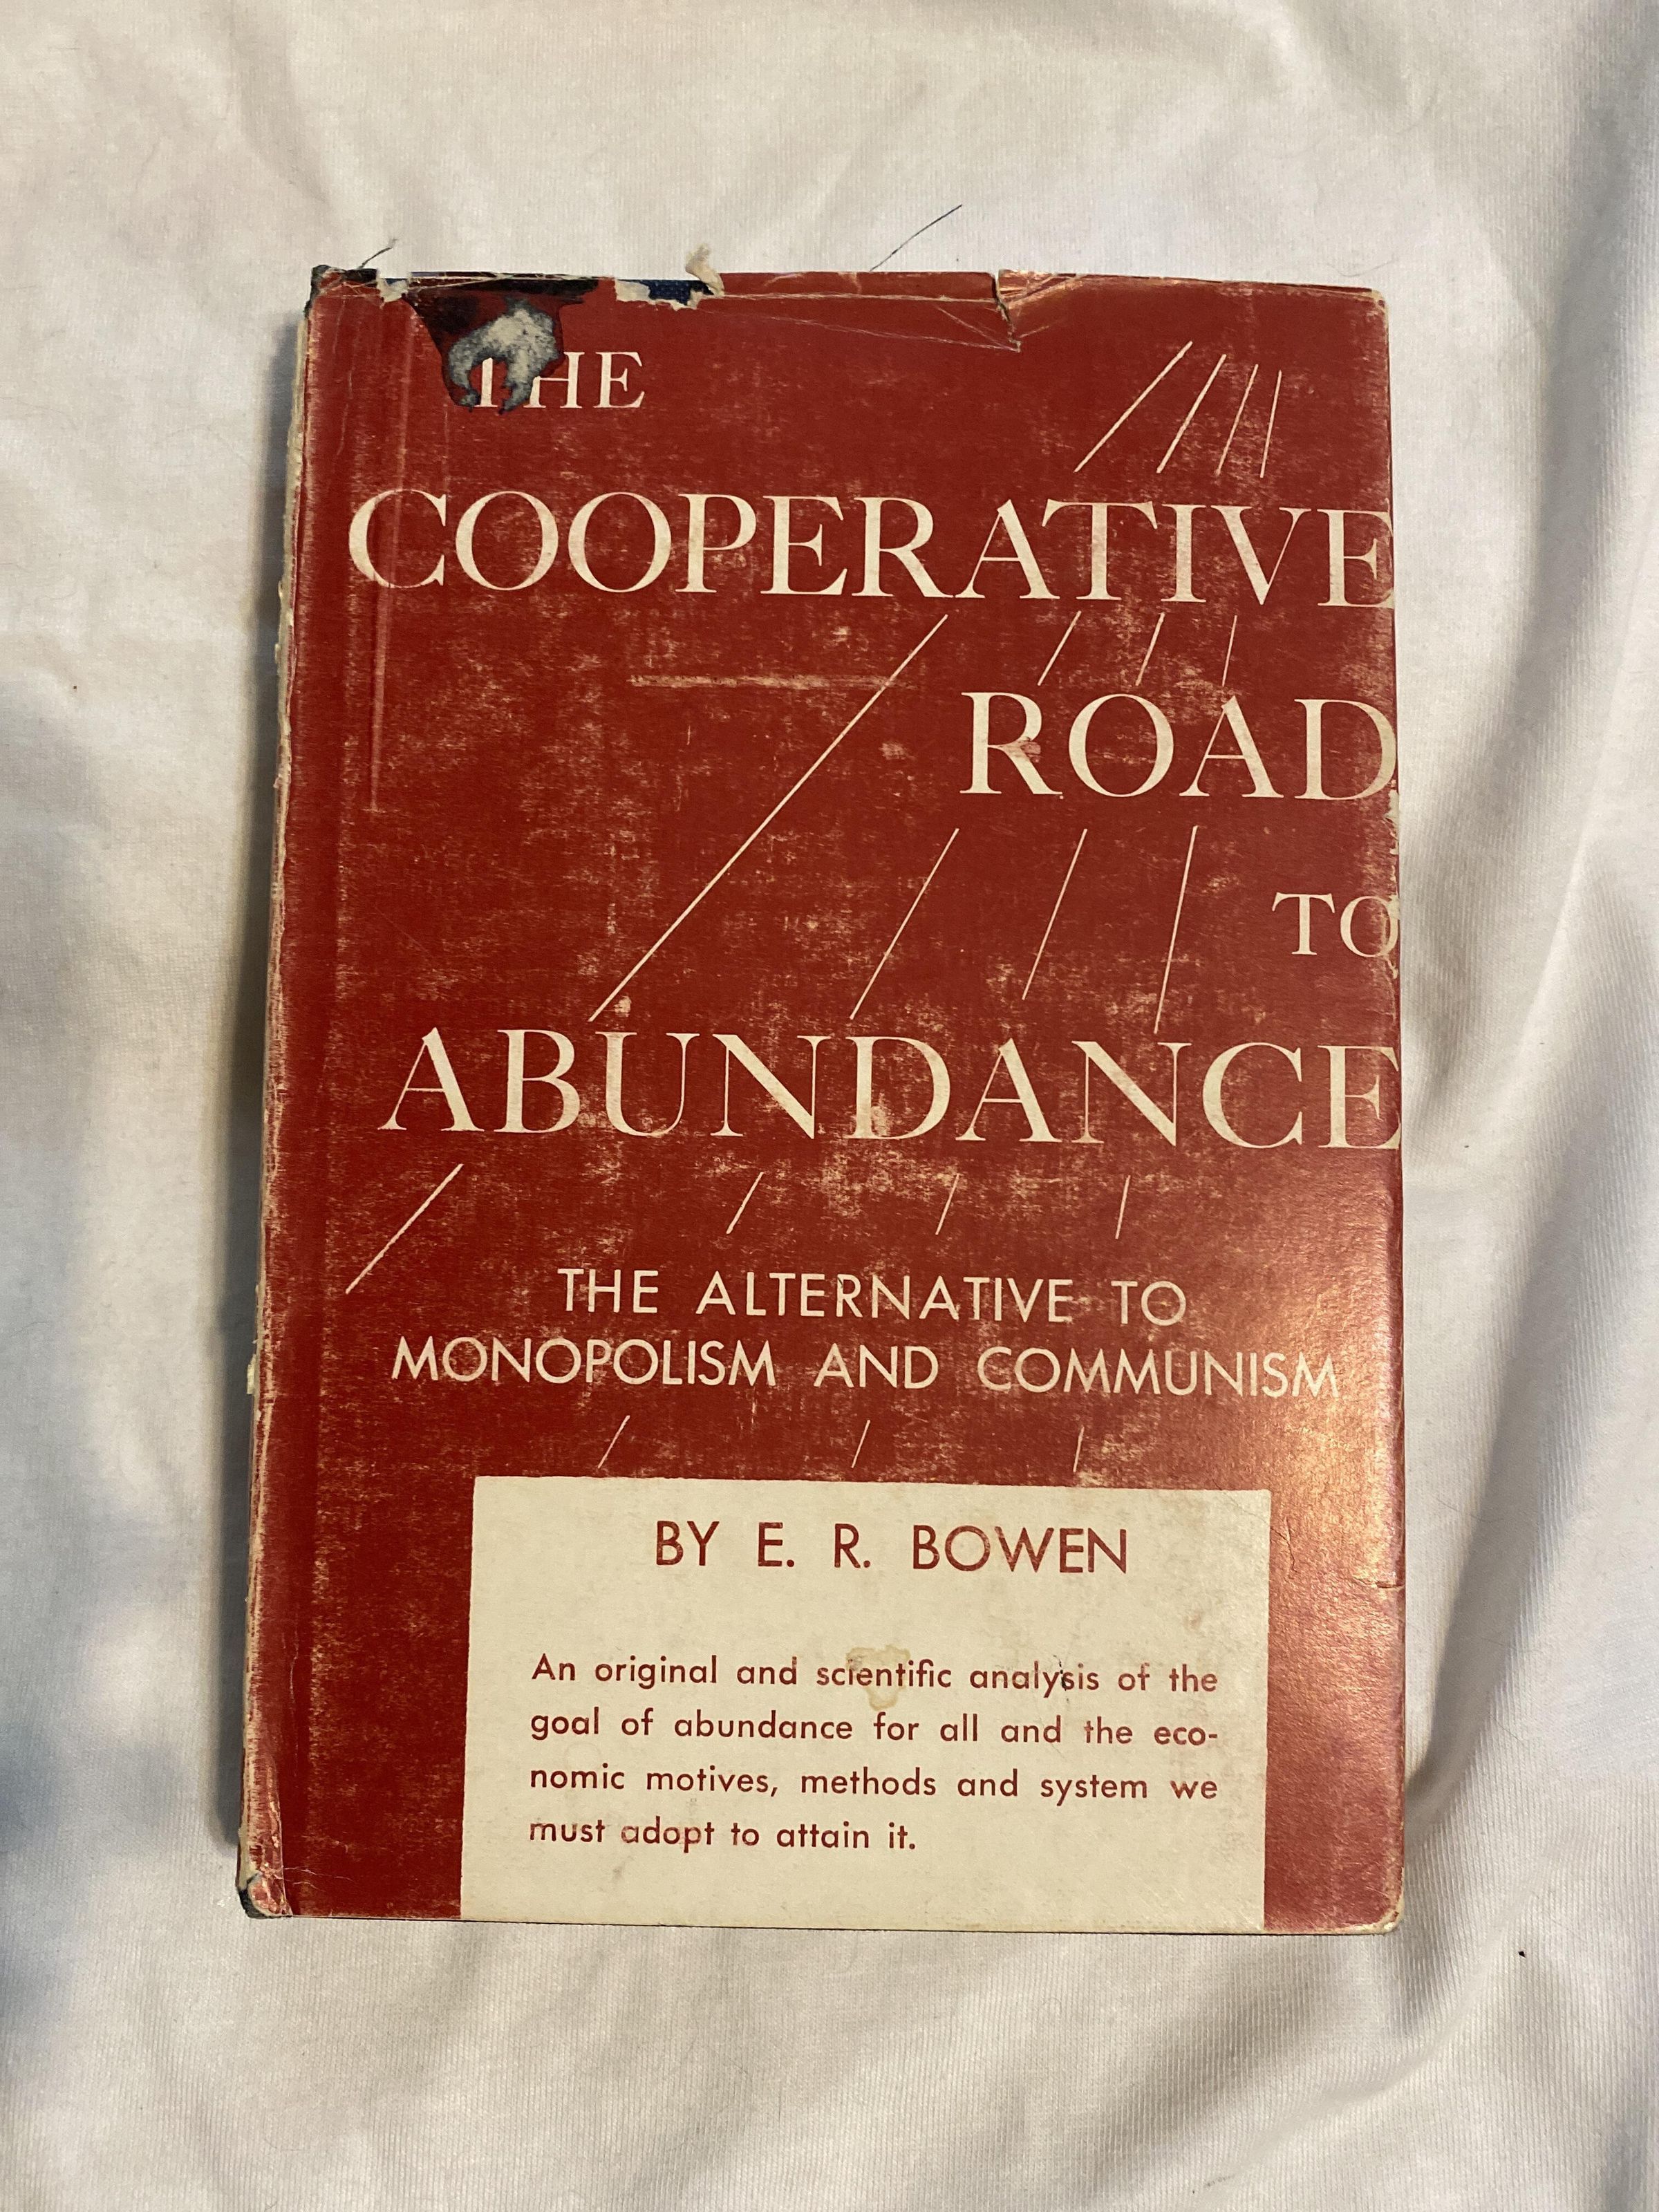 THE
COOPERATIVE
ROAD
TO
ABUNDANCE
THE ALTERNATIVE TO
MONOPOLISM AND COMMUNISM
BY E. R. BOWEN
An original and scientific analysis of the
goal of abundance for all and the eco-
nomic motives, methods and system we
must adopt to attain it.